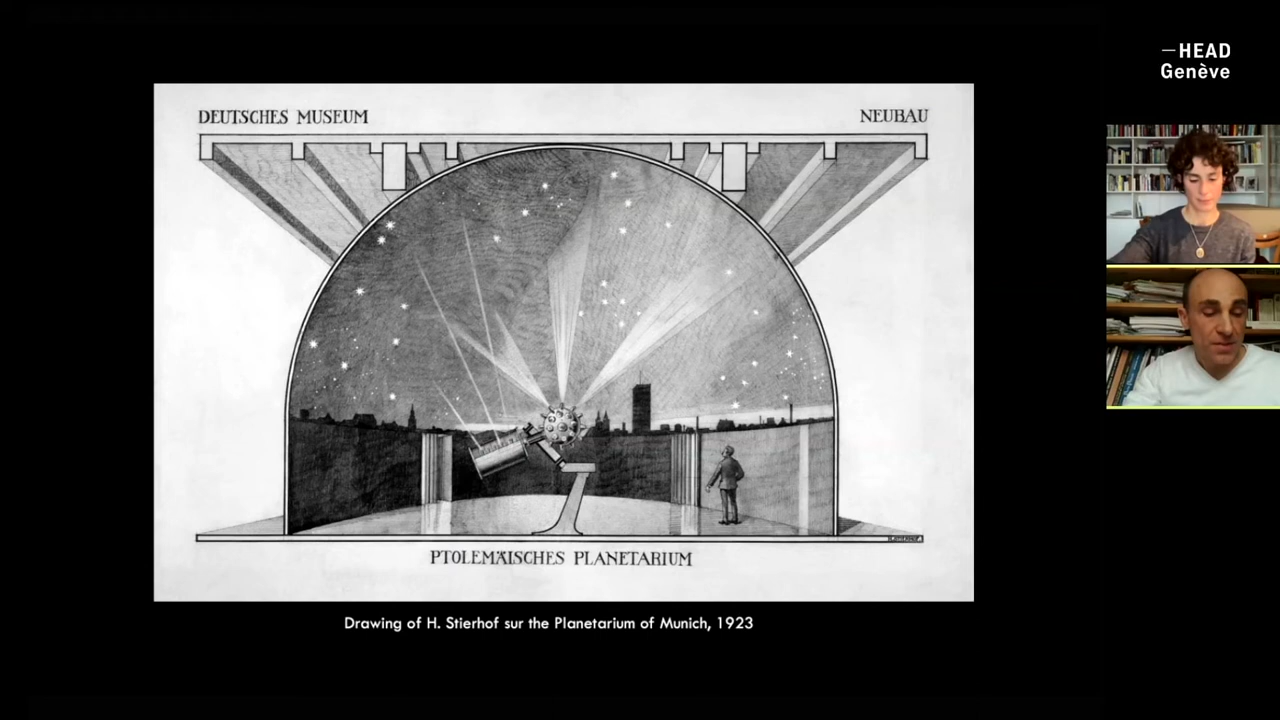 —HEAD
Genève
DEUTSCHES MUSEUM
NEUBAU
PTOLEMÄISCHES PLANETARIUM
Drawing of H. Stierhof sur the Planetarium of Munich, 1923